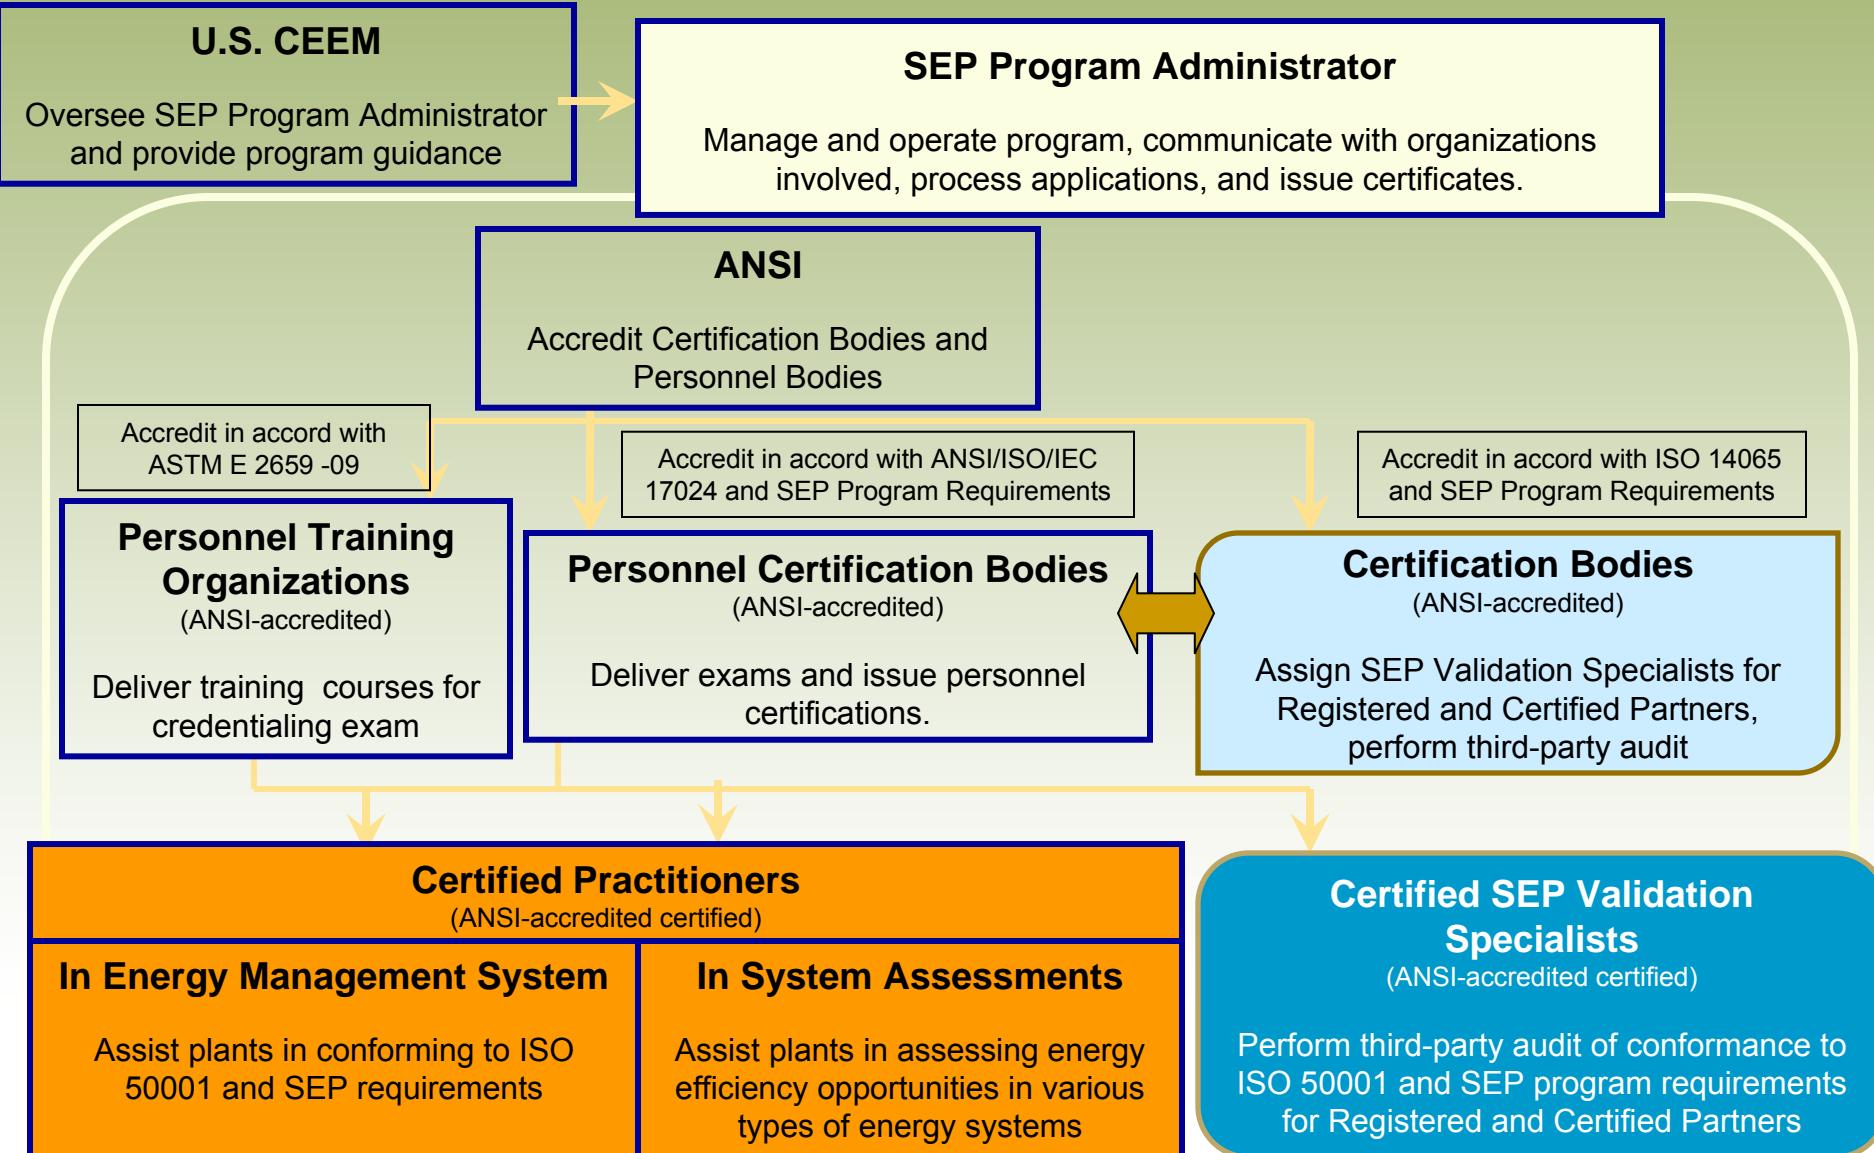 U.S. CEEM
Oversee SEP Program Administrator
and provide program guidance
SEP Program Administrator
Manage and operate program, communicate with organizations
involved, process applications, and issue certificates.
ANSI
Accredit Certification Bodies and
Personnel Bodies
Accredit in accord with
ASTM E 2659 -09
Accredit in accord with ANSI/ISO/IEC
17024 and SEP Program Requirements
Accredit in accord with ISO 14065
and SEP Program Requirements
Personnel Training
Organizations
(ANSI-accredited)
Deliver training courses for
credentialing exam
Personnel Certification Bodies
(ANSI-accredited)
Deliver exams and issue personnel
certifications.
Certification Bodies
(ANSI-accredited)
Assign SEP Validation Specialists for
Registered and Certified Partners,
perform third-party audit
Certified Practitioners
(ANSI-accredited certified)
In Energy Management System
Assist plants in conforming to ISO
50001 and SEP requirements
In System Assessments
Assist plants in assessing energy
efficiency opportunities in various
types of energy systems
Certified SEP Validation
Specialists
(ANSI-accredited certified)
Perform third-party audit of conformance to
ISO 50001 and SEP program requirements
for Registered and Certified Partners